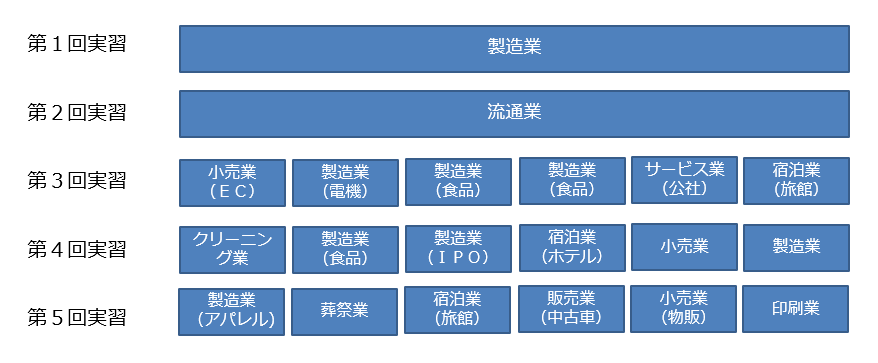 第１回実習
製造業
第２回実習
流通業
第３回実習
小売業
（ＥＣ）
製造業
（電機）
製造業
（食品）
製造業
（食品）
サービス業
（公社）
宿泊業
（旅館）
第４回実習
クリーニン
グ業
製造業
（食品）
製造業
（ＩＰＯ）
宿泊業
（ホテル）
小売業
製造業
第５回実習
製造業
（アパレル）
葬祭業
宿泊業
（旅館）
販売業
（中古車）
小売業
（物販）
印刷業